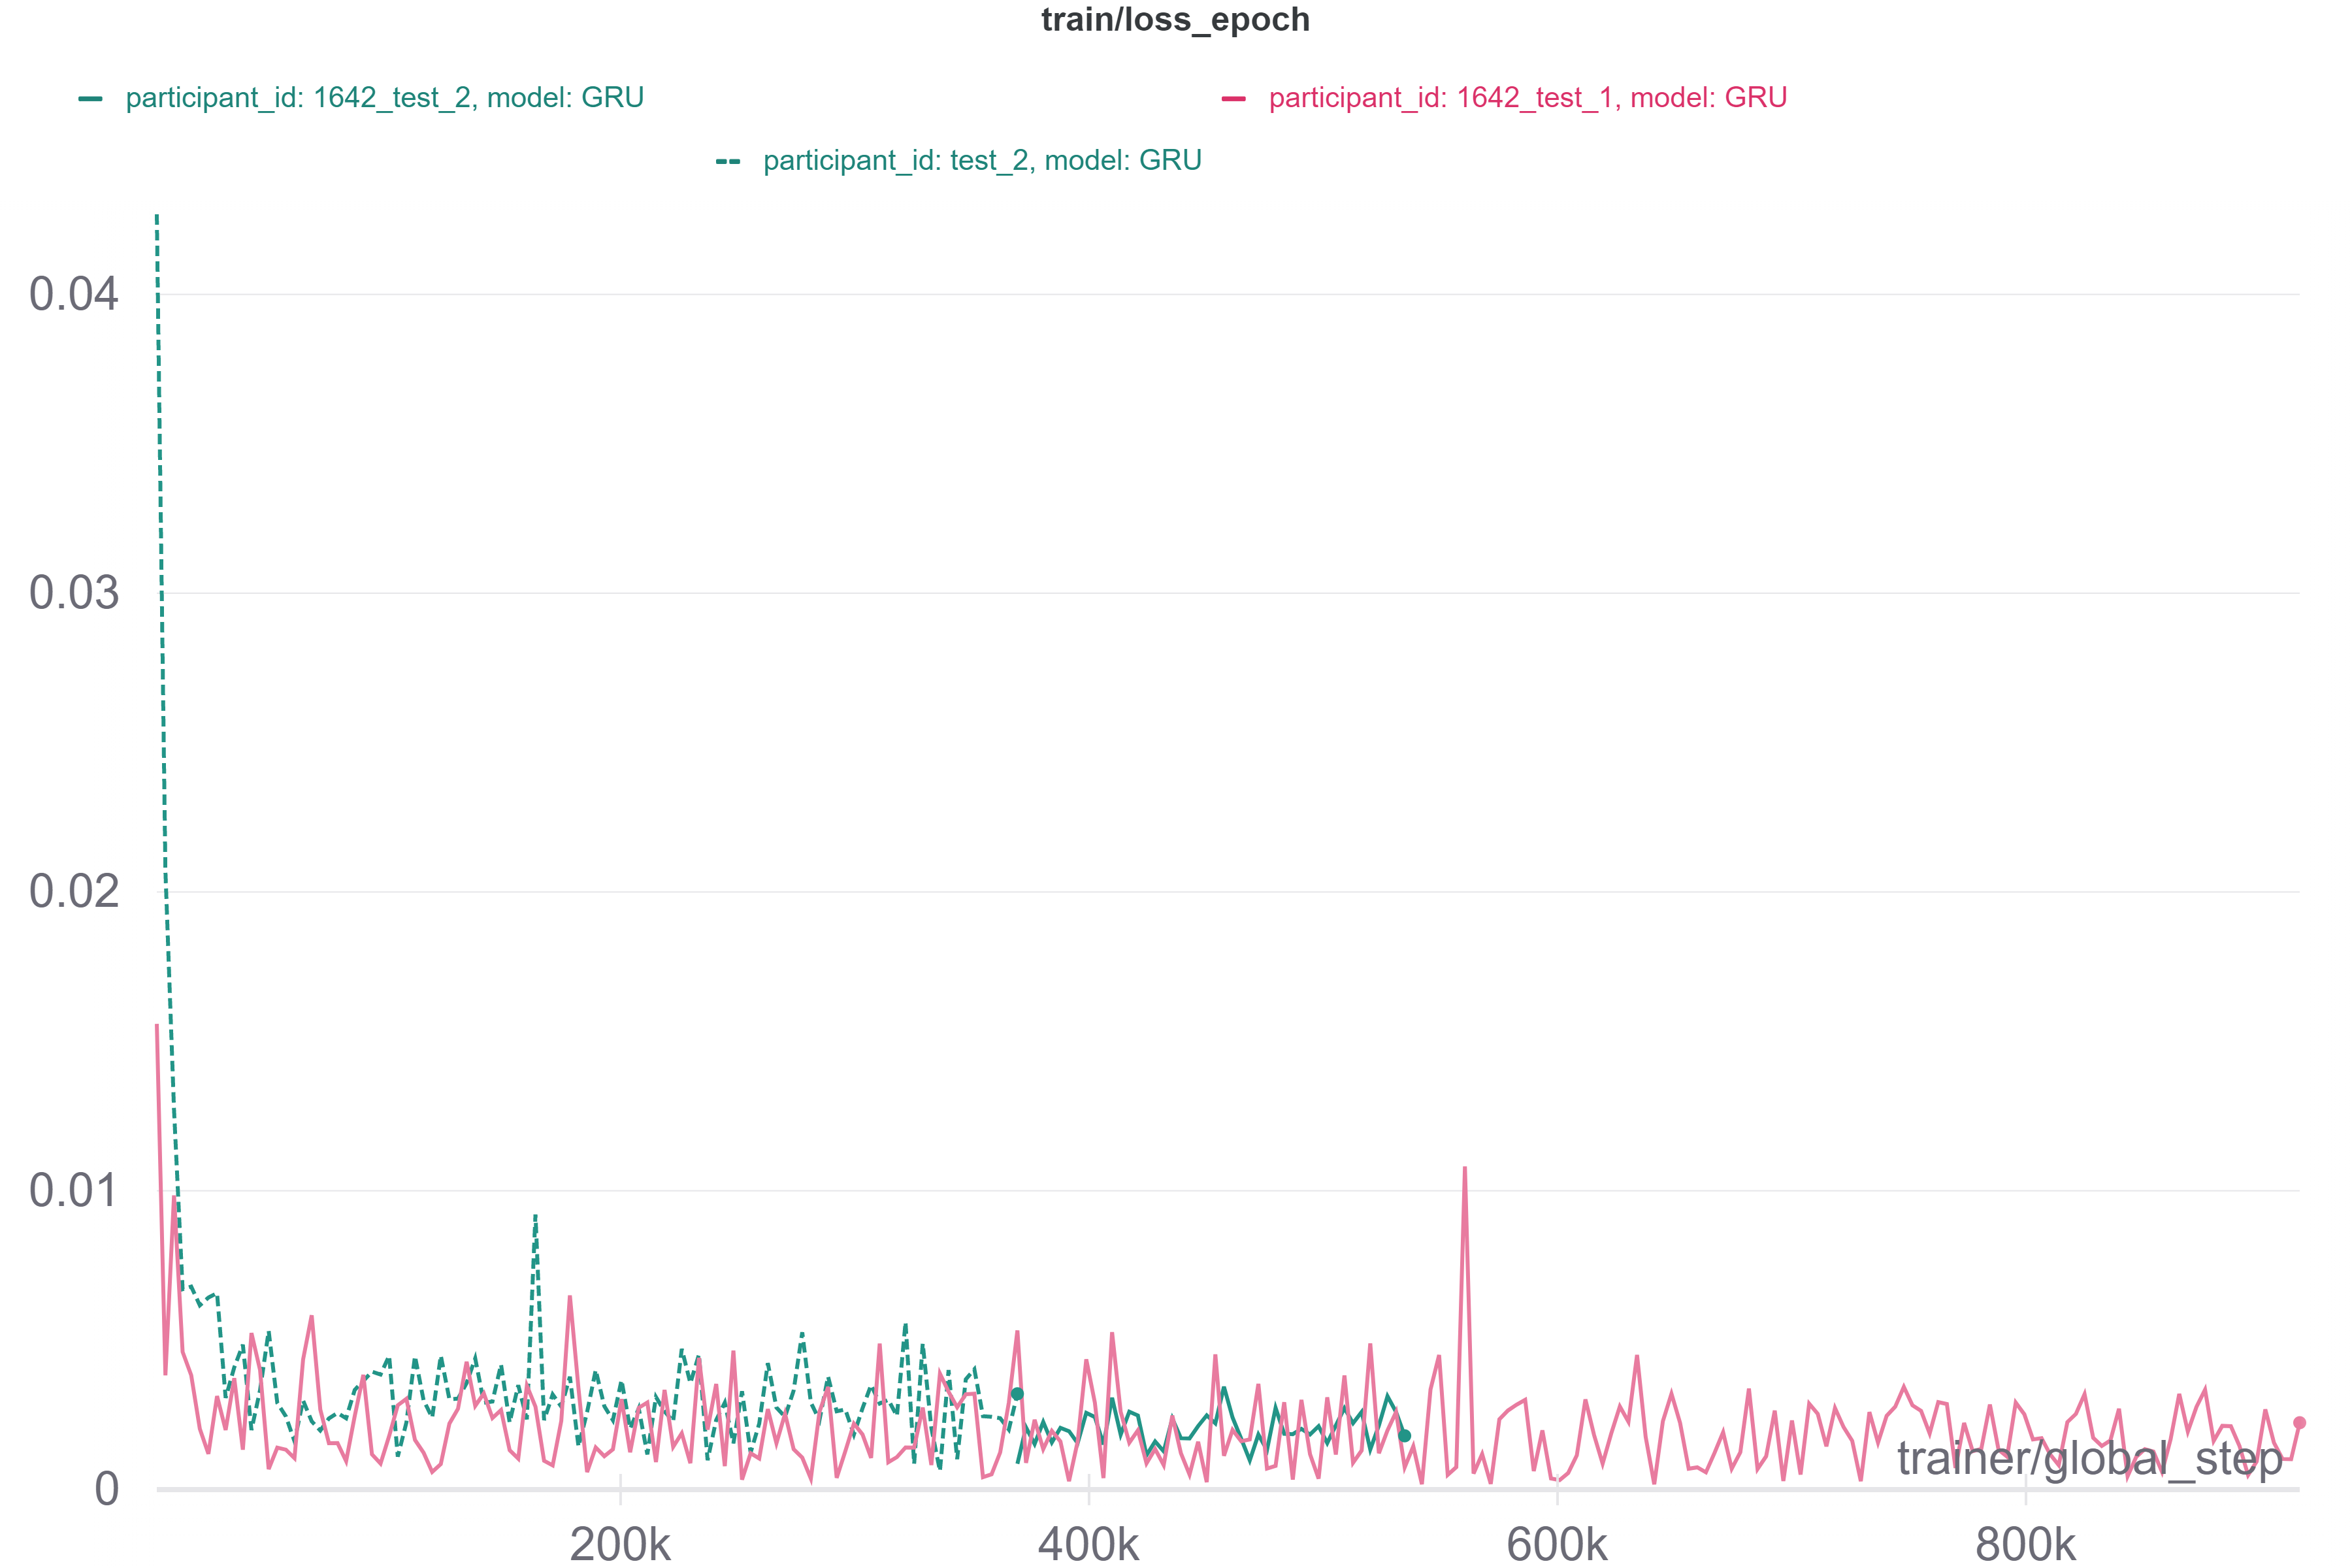 train/loss_epoch
participant_id: 1642_test_2, model: GRU
participant_id: 1642_test_1, model: GRU
participant_id: test_2, model: GRU
0.04
0.03
0.02
0.01
0
trainer/global_step
200k
400k
600k
800k